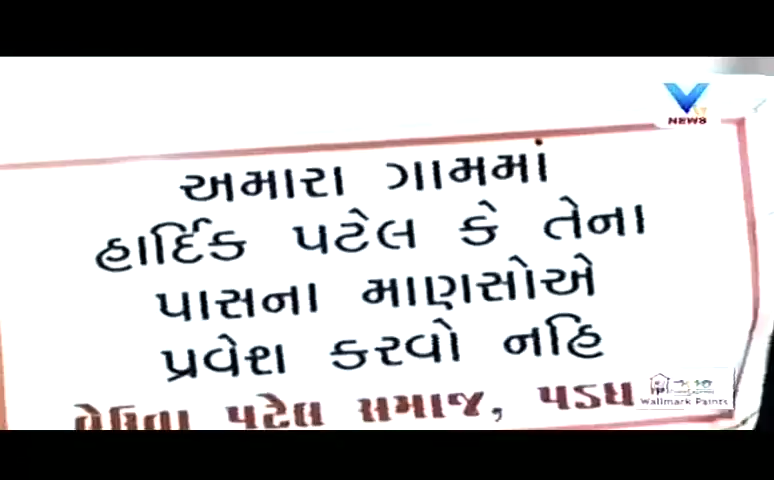 અમારા ગામમાં
હાર્દિક પટેલ કે તેના
પાસના માણસોએ
પ્રવેશ કરવો નહિ
પટેલ સમાજ,
NEWS
Wallmark Paints